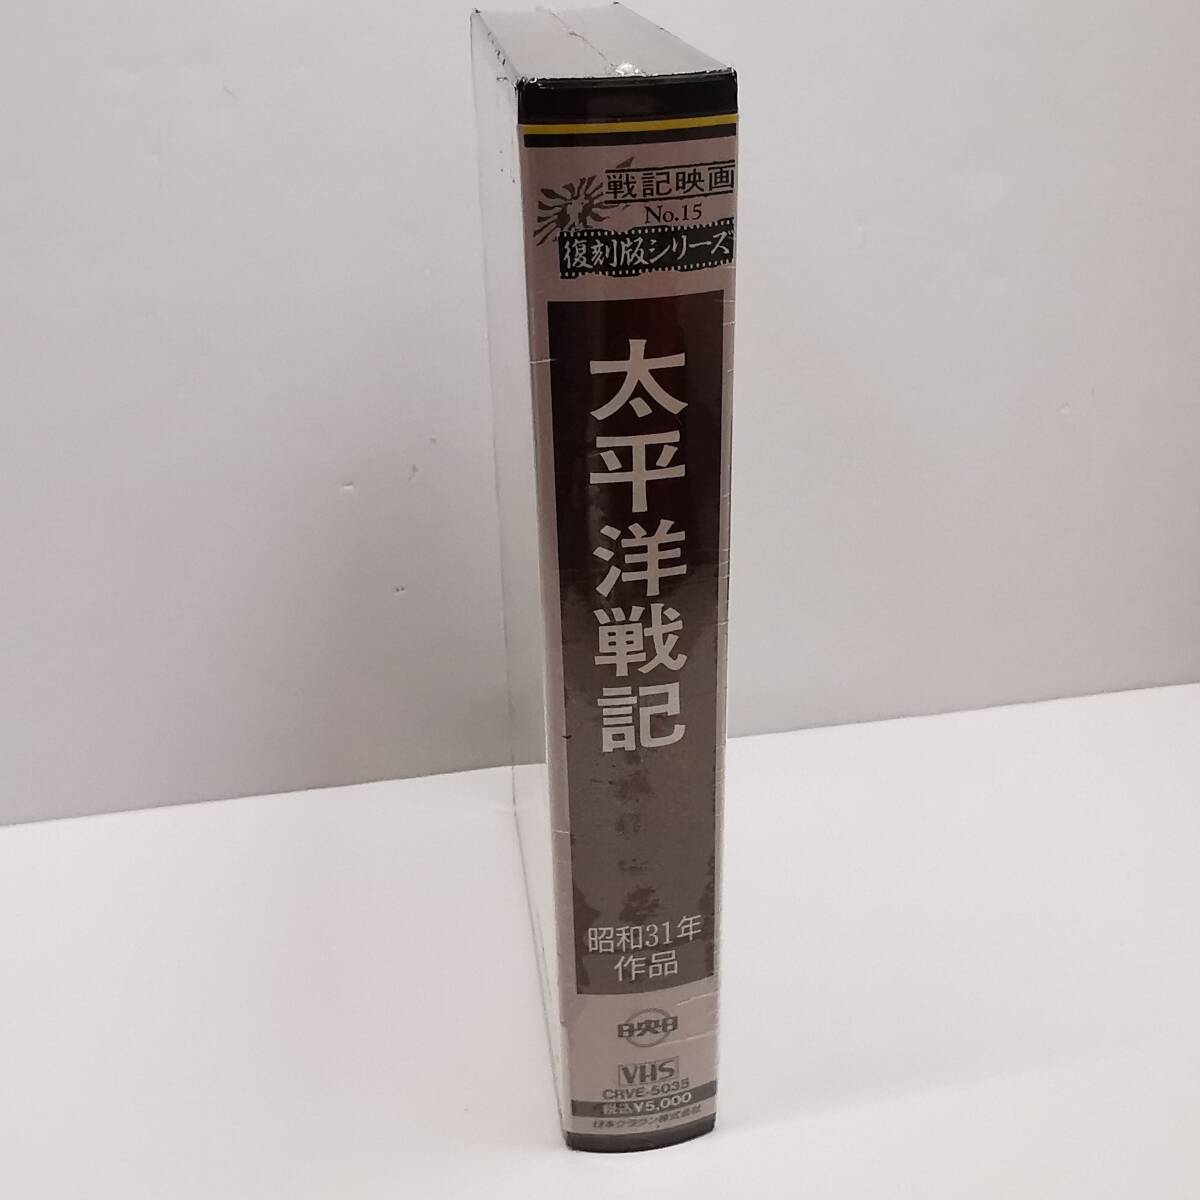 戦記映画
No.15
復刻版シリーズ
太平洋戦記
昭和31年
作品
日映
VHS
CRVE-5035
税込¥5,000
日本クラウン株式会社